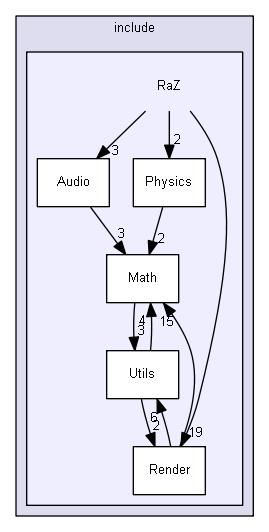 include
RaZ
3
2
Audio
Physics
3
2
Math
4
15
3
Utils
6
2
19
Render